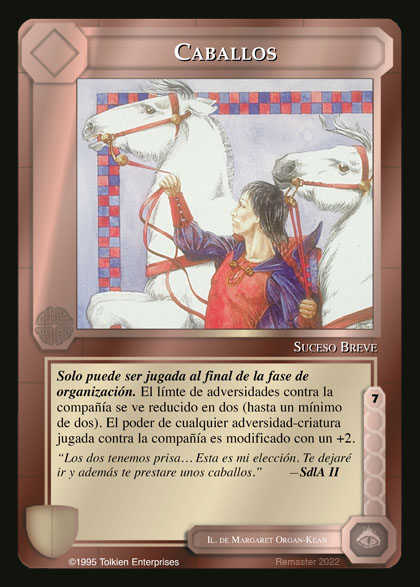 Caballos
Suceso Breve
Solo puede ser jugada al final de la fase de
organización. El límte de adversidades contra la
compañía se ve reducido en dos (hasta un mínimo
de dos). El poder de cualquier adversidad-criatura
jugada contra la compañía es modificado con un +2.
“Los dos tenemos prisa… Esta es mi elección. Te dejaré
ir y además te prestare unos caballos.” —SdlA II
7
Il. de Margaret Organ-Kean
©1995 Tolkien Enterprises
Remaster 2022